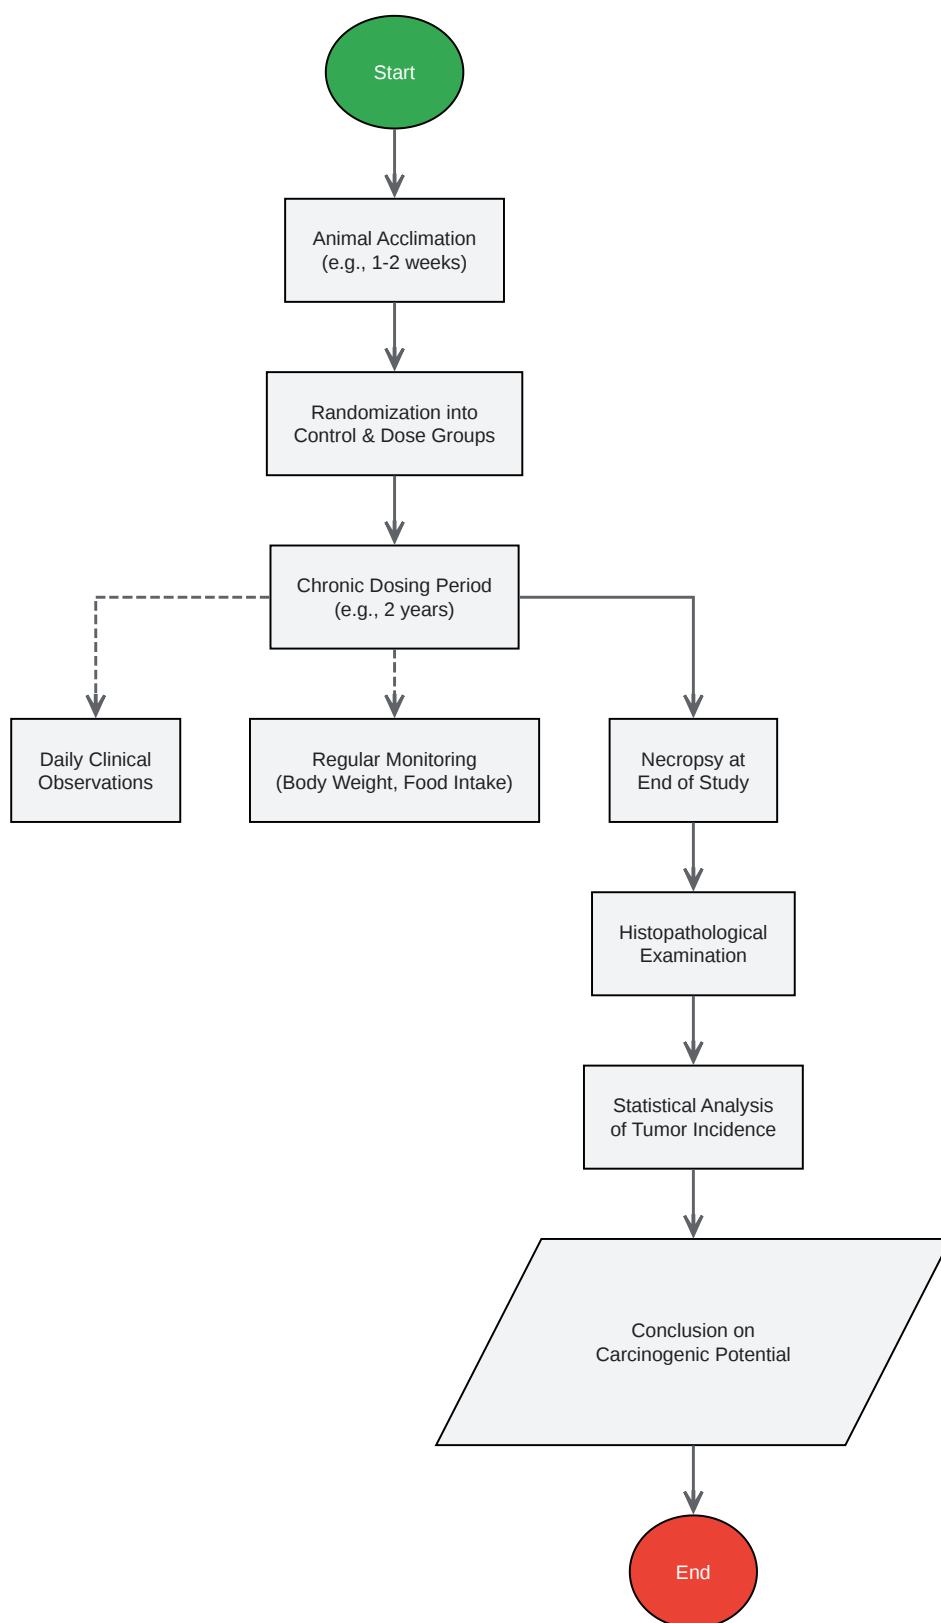 Start
Animal Acclimation
(e.g., 1-2 weeks)
Randomization into
Control & Dose Groups
Chronic Dosing Period
(e.g., 2 years)
Daily Clinical
Observations
Regular Monitoring
(Body Weight, Food Intake)
Necropsy at
End of Study
Histopathological
Examination
Statistical Analysis
of Tumor Incidence
Conclusion on
Carcinogenic Potential
End